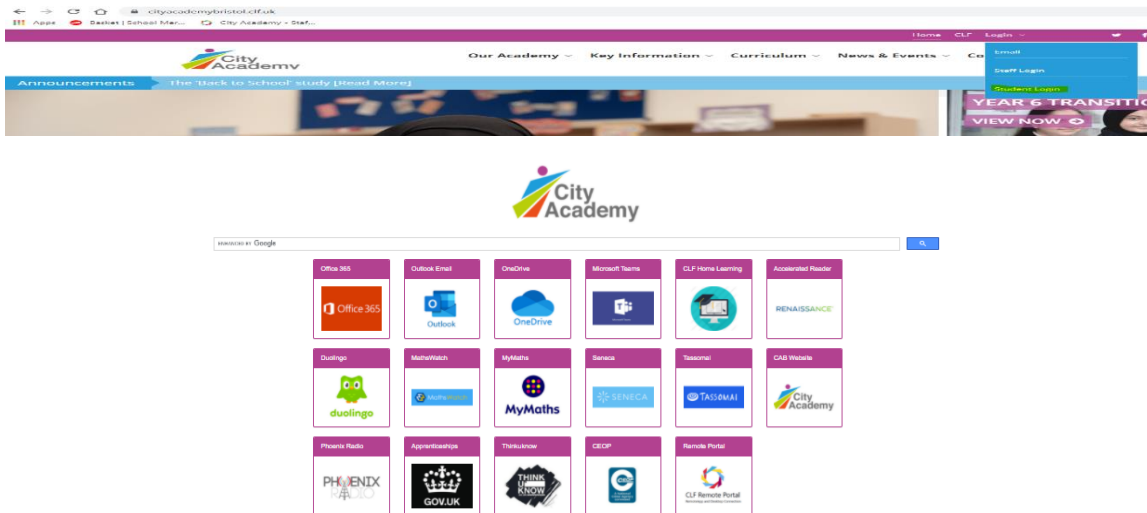 cityacademybristol.clf.uk
Apps Basket | School Mer... City Academy - Staf...
Home CLF Login
City Academy
Our Academy Key Information Curriculum News & Events Co
Email
Staff Login
Student Login
Announcements The 'Back to School' study [Read More]
YEAR 6 TRANSITIO
VIEW NOW
City
Academy
ENHANCED BY Google
Office 365 Outlook Email OneDrive Microsoft Teams CLF Home Learning Accelerated Reader
Office 365 Outlook OneDrive RENAISSANCE
Duolingo MathsWatch MyMaths Seneca Tassomai CAB Website
duolingo MathsWatch MyMaths SENECA TASSOMAI City Academy
Phoenix Radio Apprenticeships Thinkuknow CEOP Remote Portal
PHOENIX RADIO GOV.UK THINK U KNOW CEOP CLF Remote Portal